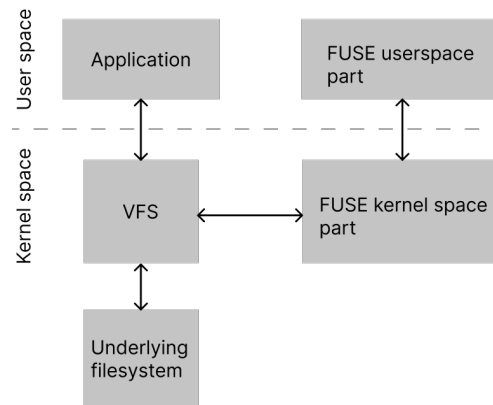 User space
Application
FUSE userspace
part
Kernel space
VFS
FUSE kernel space
part
Underlying
filesystem